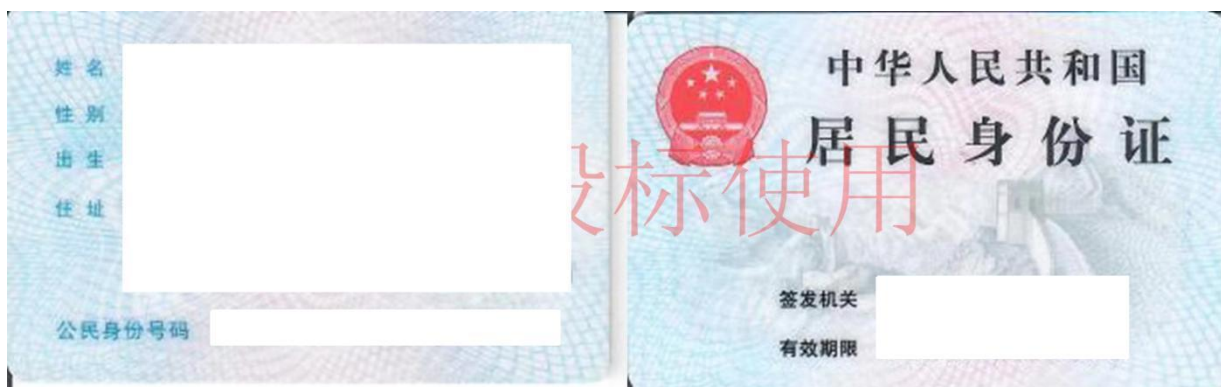 姓名
性别
出生
住址
公民身份号码
中华人民共和国
居民身份证
签发机关
有效期限
投标使用